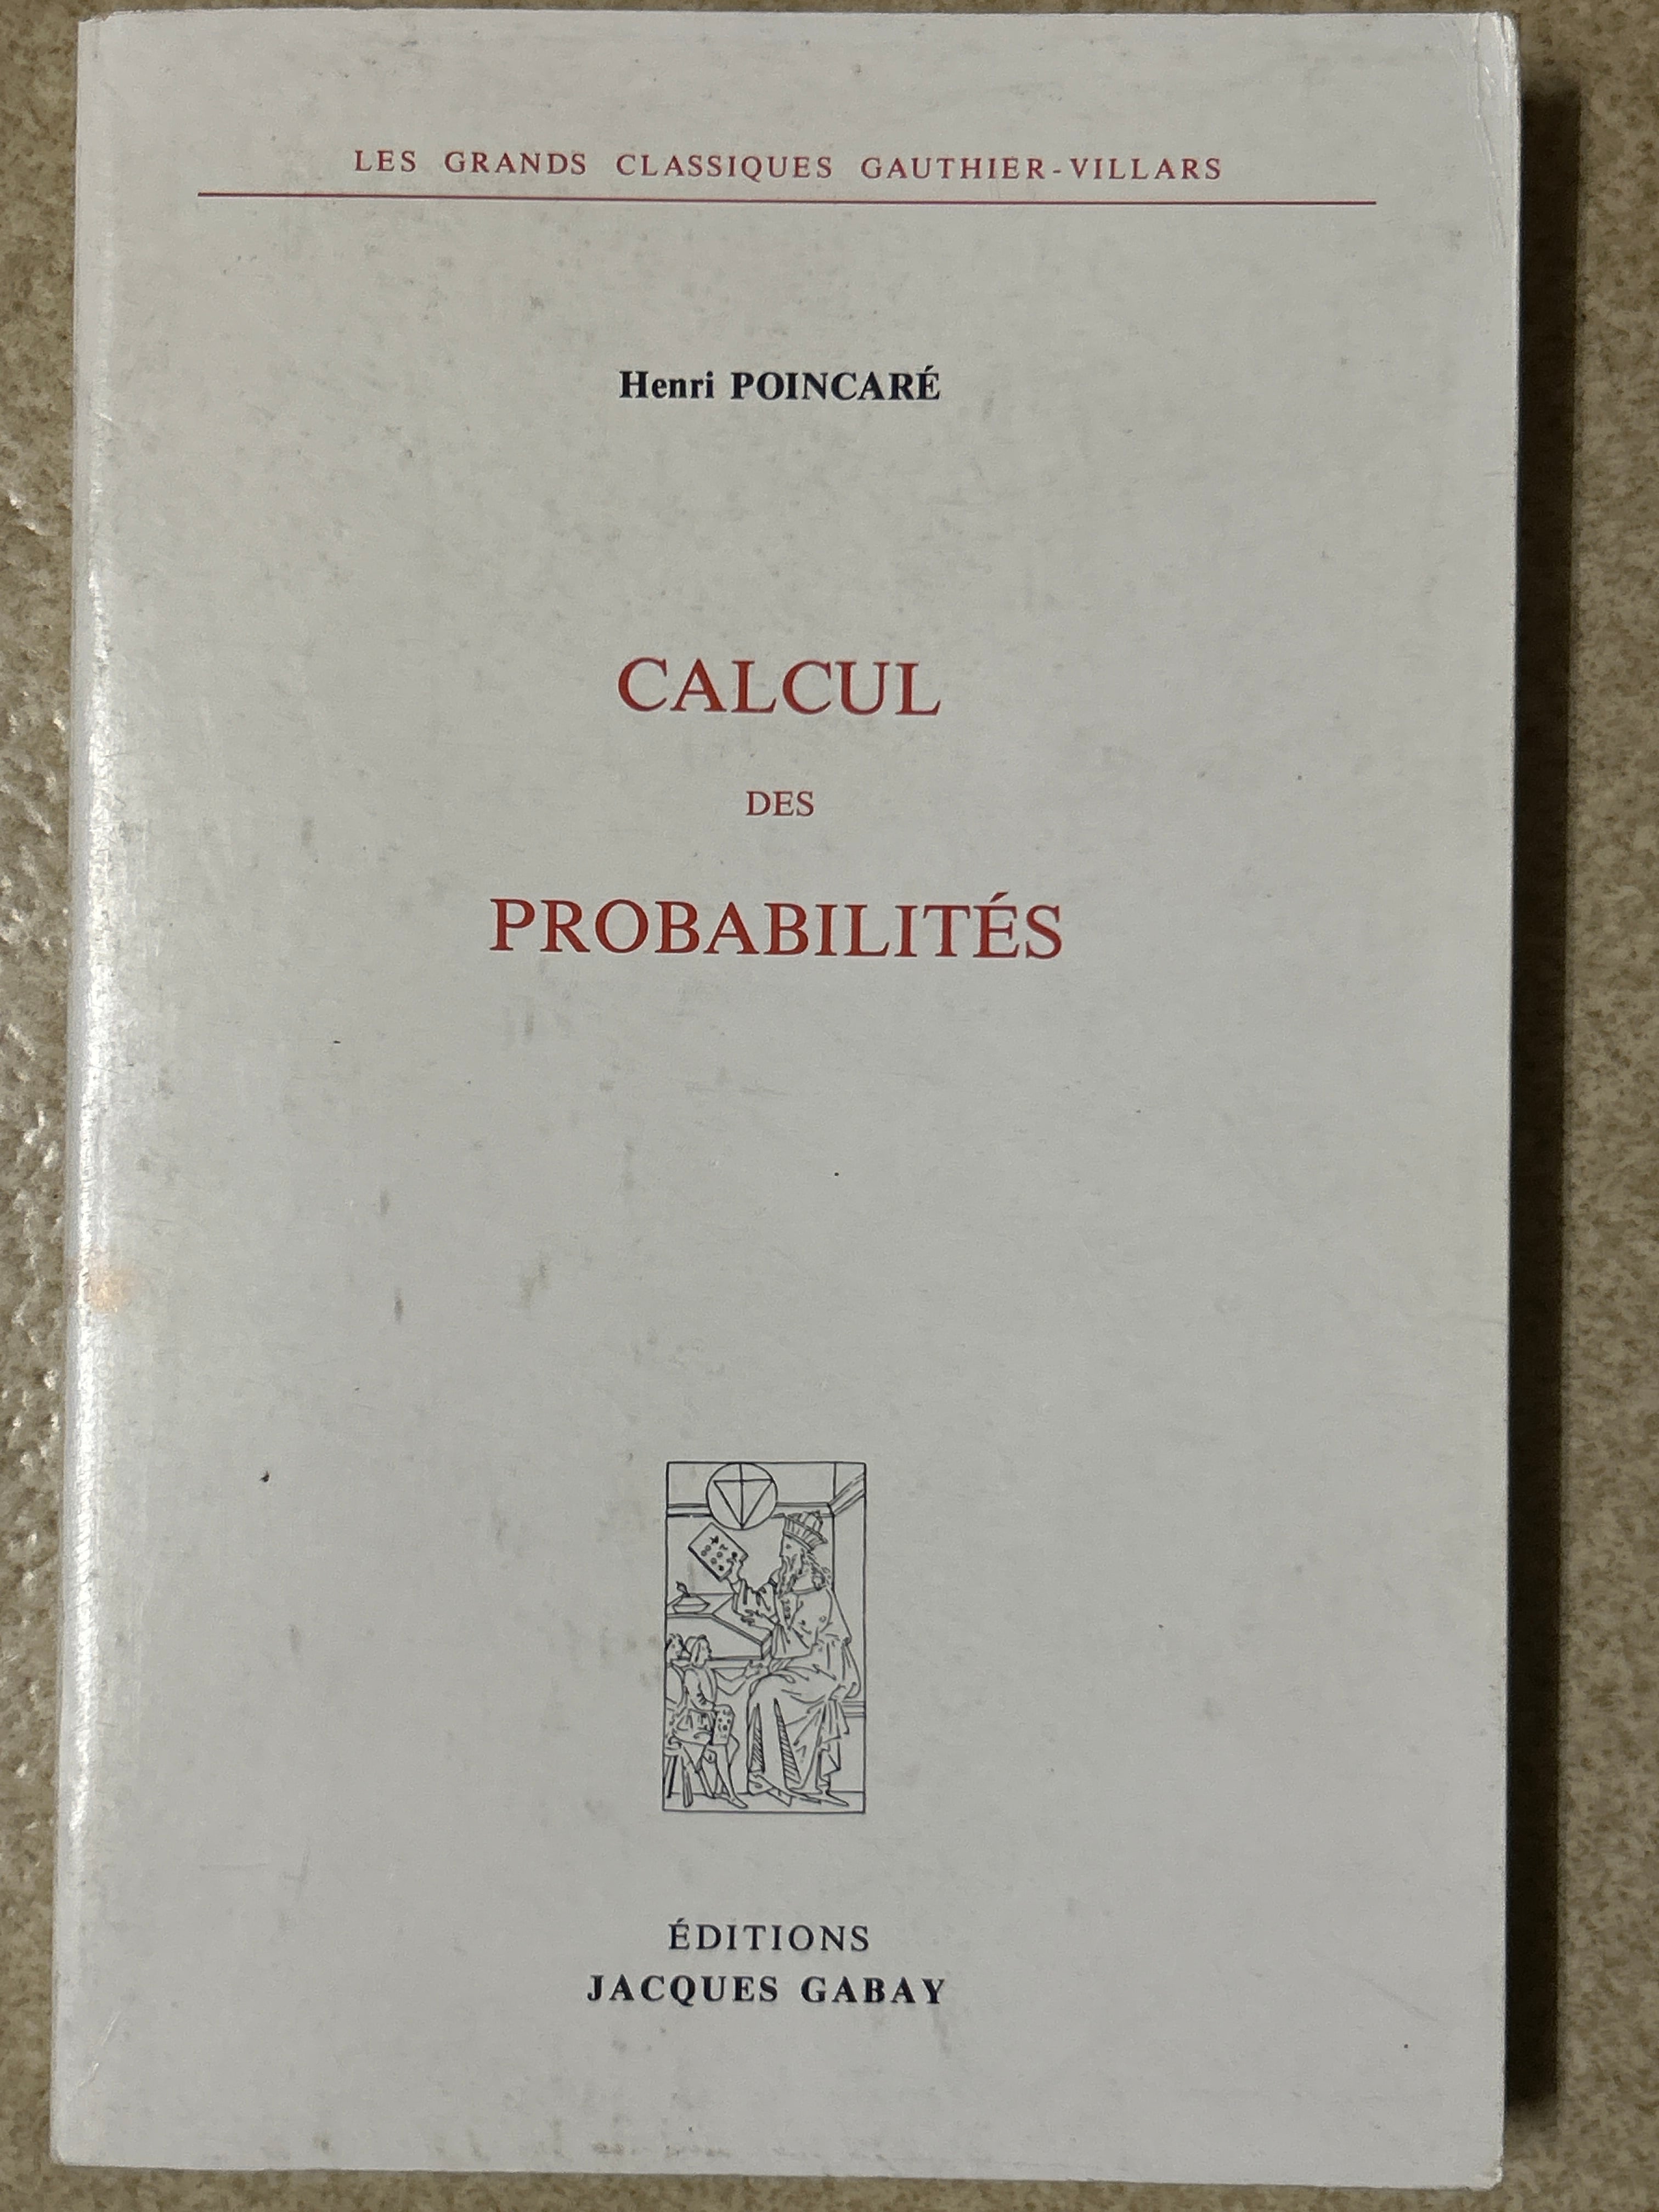 LES GRANDS CLASSIQUES GAUTHIER-VILLARS
Henri POINCARÉ
CALCUL
DES
PROBABILITÉS
ÉDITIONS
JACQUES GABAY